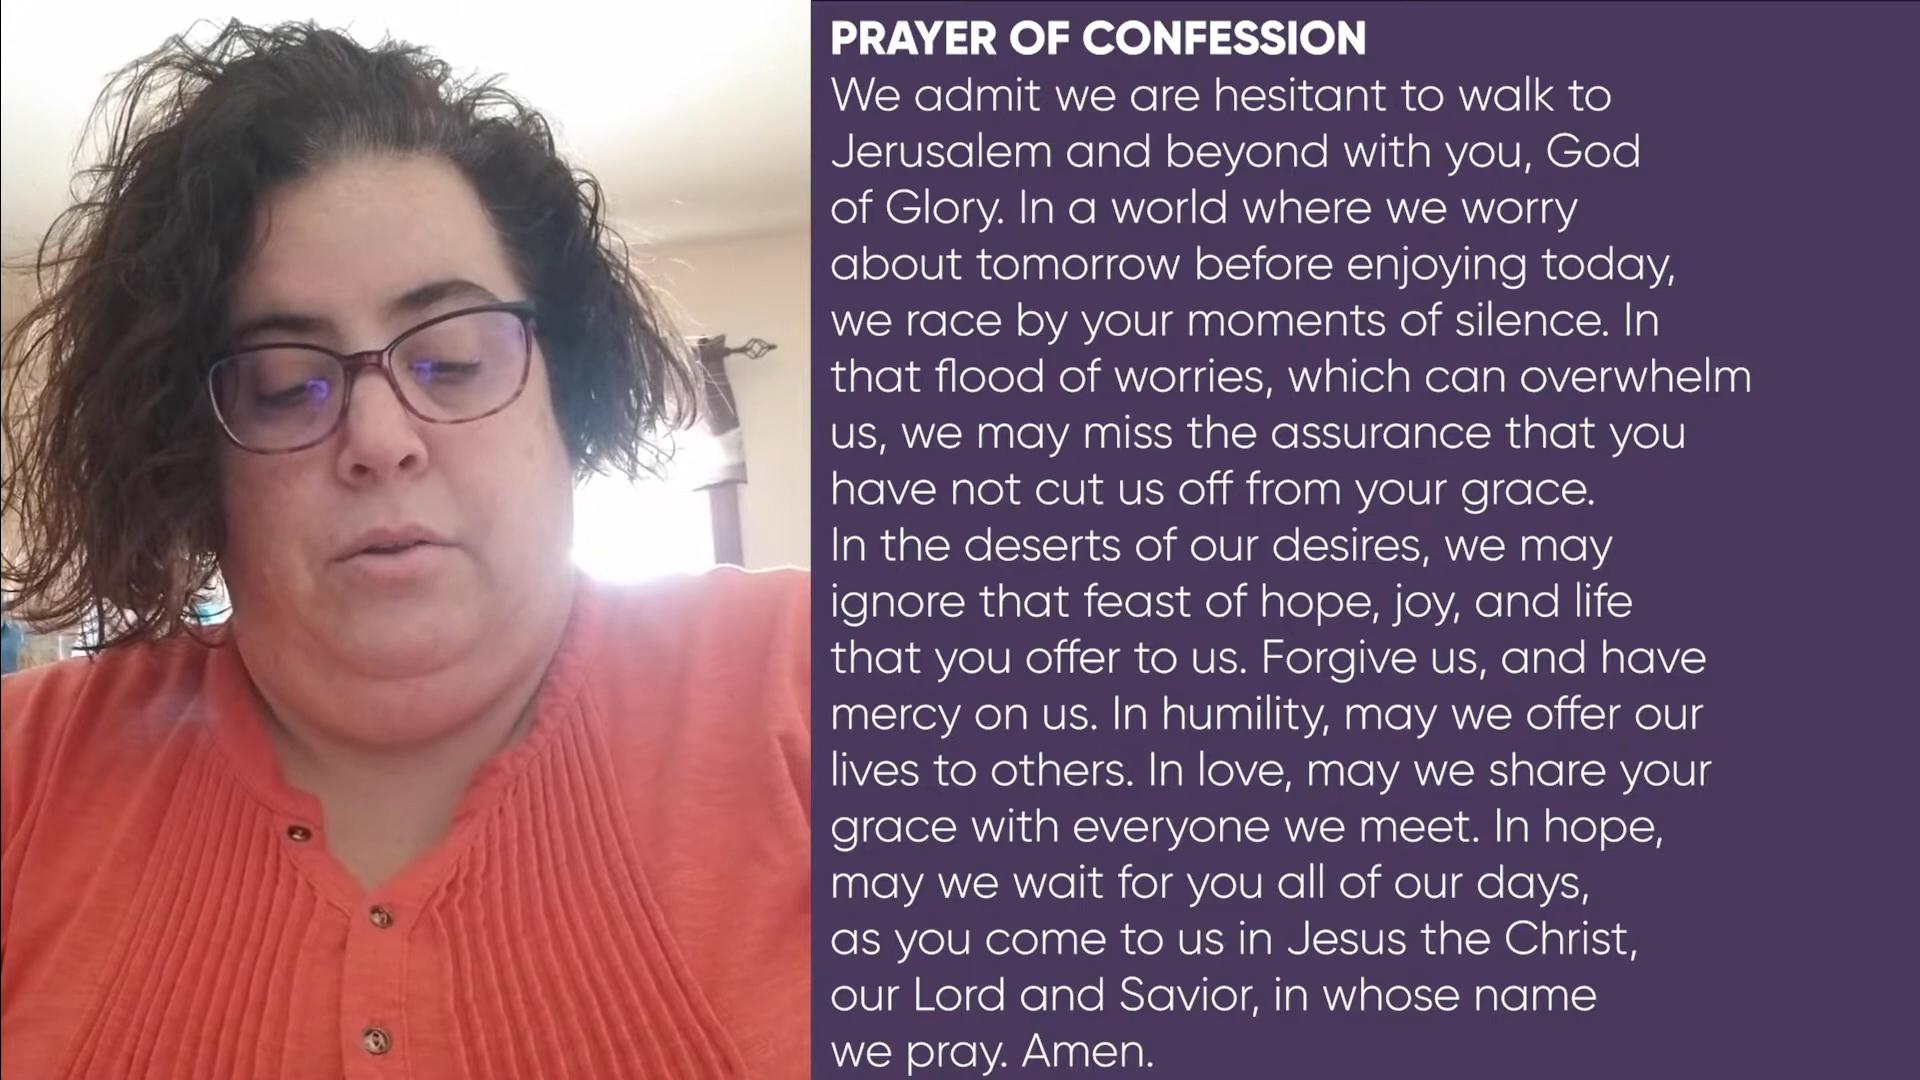 PRAYER OF CONFESSION
We admit we are hesitant to walk to
Jerusalem and beyond with you, God
of Glory. In a world where we worry
about tomorrow before enjoying today,
we race by your moments of silence. In
that flood of worries, which can overwhelm
us, we may miss the assurance that you
have not cut us off from your grace.
In the deserts of our desires, we may
ignore that feast of hope, joy, and life
that you offer to us. Forgive us, and have
mercy on us. In humility, may we offer our
lives to others. In love, may we share your
grace with everyone we meet. In hope,
may we wait for you all of our days,
as you come to us in Jesus the Christ,
our Lord and Savior, in whose name
we pray. Amen.